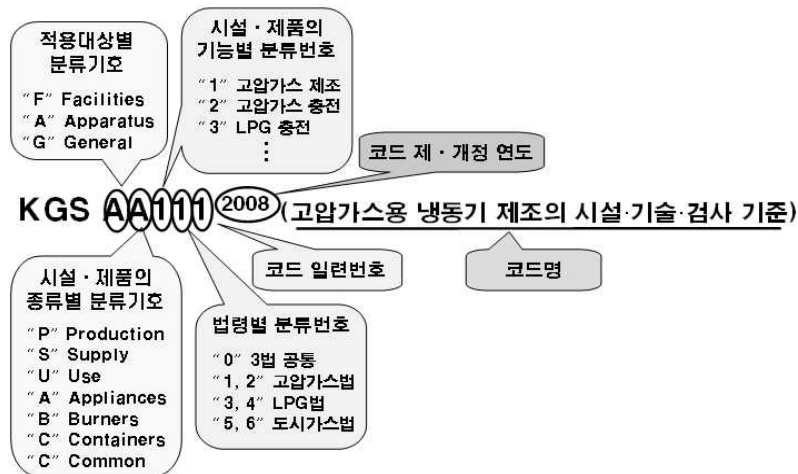 적용대상별
분류기호
“F” Facilities
“A” Apparatus
“G” General
시설 · 제품의
기능별 분류번호
“1” 고압가스 제조
“2” 고압가스 충전
“3” LPG 충전
⋮
코드 제 · 개정 연도
KGS AA111 2008 (고압가스용 냉동기 제조의 시설·기술·검사 기준)
코드 일련번호
코드명
시설 · 제품의
종류별 분류기호
“P” Production
“S” Supply
“U” Use
“A” Appliances
“B” Burners
“C” Containers
“C” Common
법령별 분류번호
“0” 3법 공통
“1, 2” 고압가스법
“3, 4” LPG법
“5, 6” 도시가스법